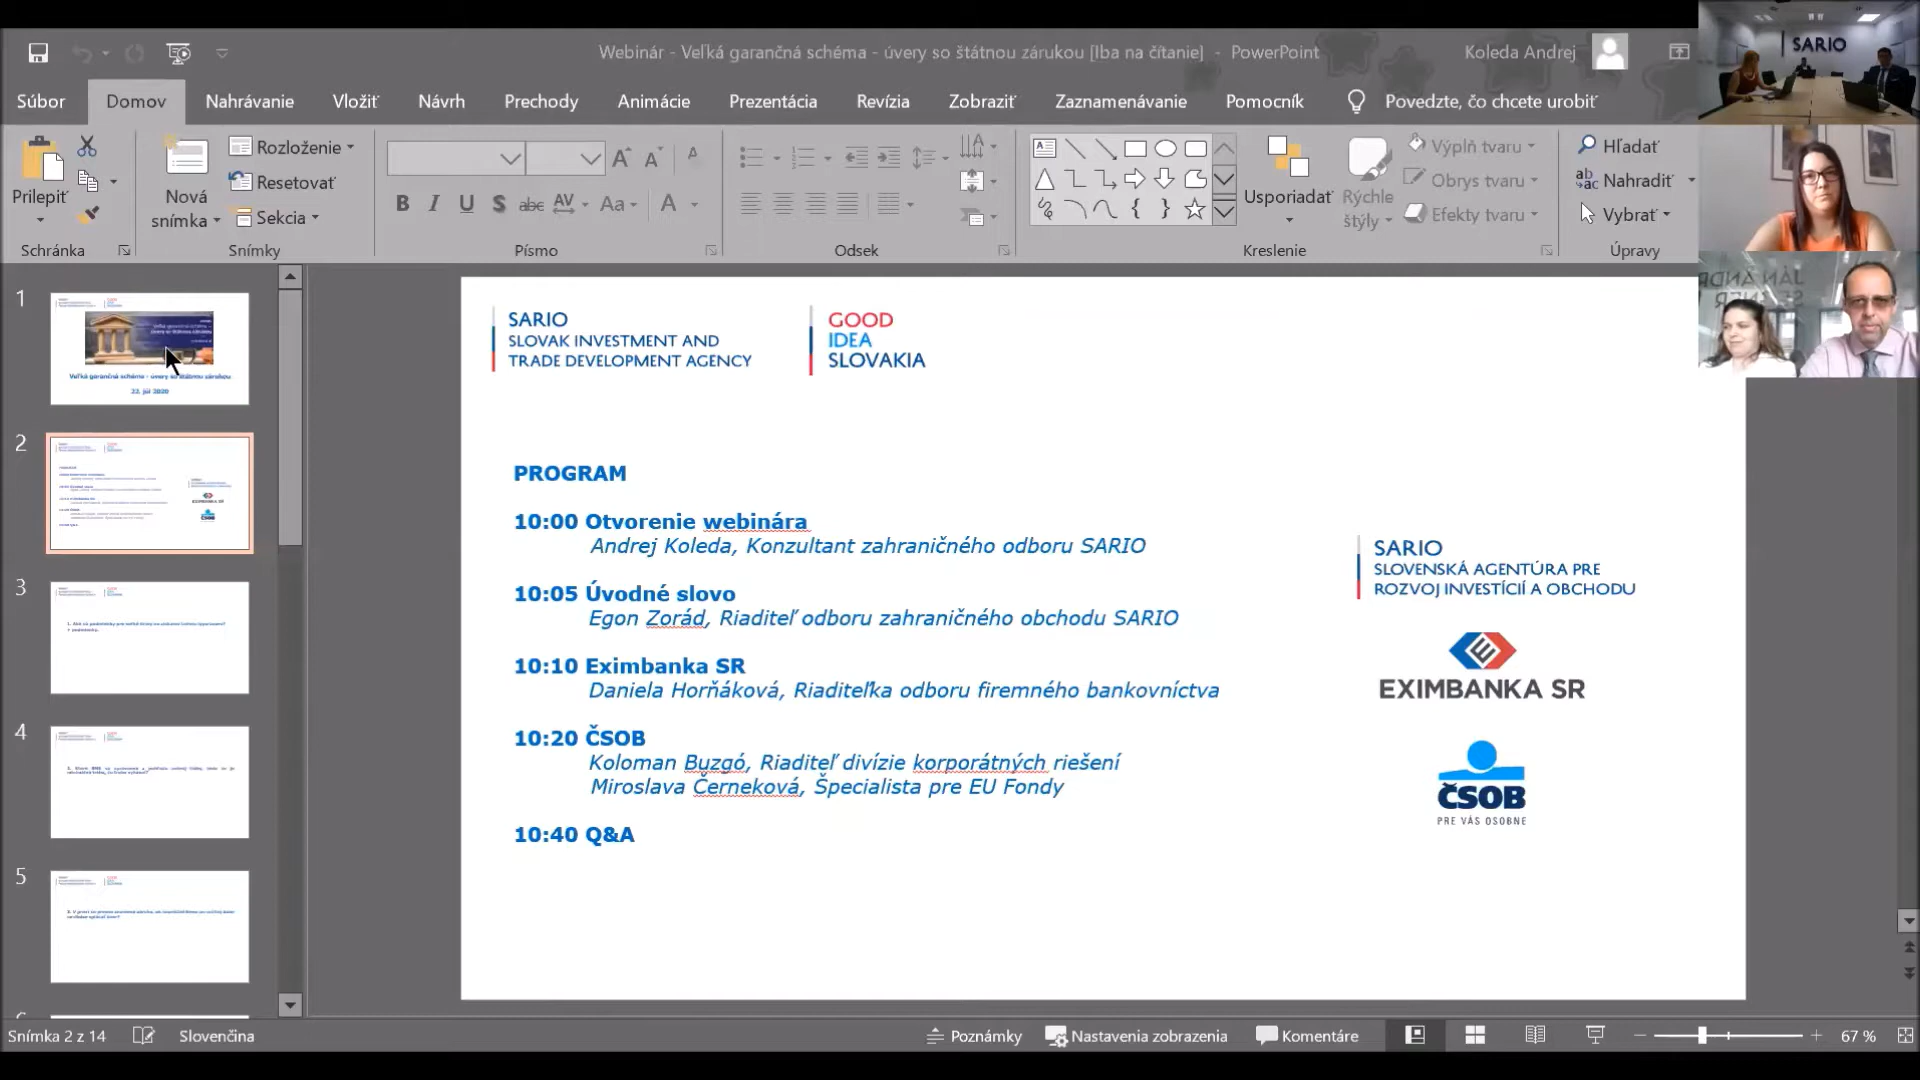 Webinár - Veľká garančná schéma - úvery so štátnou zárukou [Iba na čítanie] - PowerPoint
Koleda Andrej
Súbor
Domov
Nahrávanie
Vložiť
Návrh
Prechody
Animácie
Prezentácia
Revízia
Zobraziť
Zaznamenávanie
Pomocník
Povedzte, čo chcete urobiť
Prilepiť
Schránka
Nová
snímka
Rozloženie
Resetovať
Sekcia
Snímky
Písmo
Odsek
Usporiadať
Rýchle
štýly
Výplň tvaru
Obrys tvaru
Efekty tvaru
Kreslenie
Hľadať
Nahradiť
Vybrať
Úpravy
SARIO
1
Veľká garančná schéma - úvery so štátnou zárukou
22. júl 2020
2
3
4
5
SARIO
SLOVAK INVESTMENT AND
TRADE DEVELOPMENT AGENCY
GOOD
IDEA
SLOVAKIA
PROGRAM
10:00 Otvorenie webinára
Andrej Koleda, Konzultant zahraničného odboru SARIO
10:05 Úvodné slovo
Egon Zorád, Riaditeľ odboru zahraničného obchodu SARIO
10:10 Eximbanka SR
Daniela Horňáková, Riaditeľka odboru firemného bankovníctva
10:20 ČSOB
Koloman Buzgó, Riaditeľ divízie korporátnych riešení
Miroslava Černeková, Špecialista pre EU Fondy
10:40 Q&A
SARIO
SLOVENSKÁ AGENTÚRA PRE
ROZVOJ INVESTÍCIÍ A OBCHODU
EXIMBANKA SR
ČSOB
PRE VÁS OSOBNE
Snímka 2 z 14
Slovenčina
Poznámky
Nastavenia zobrazenia
Komentáre
67 %